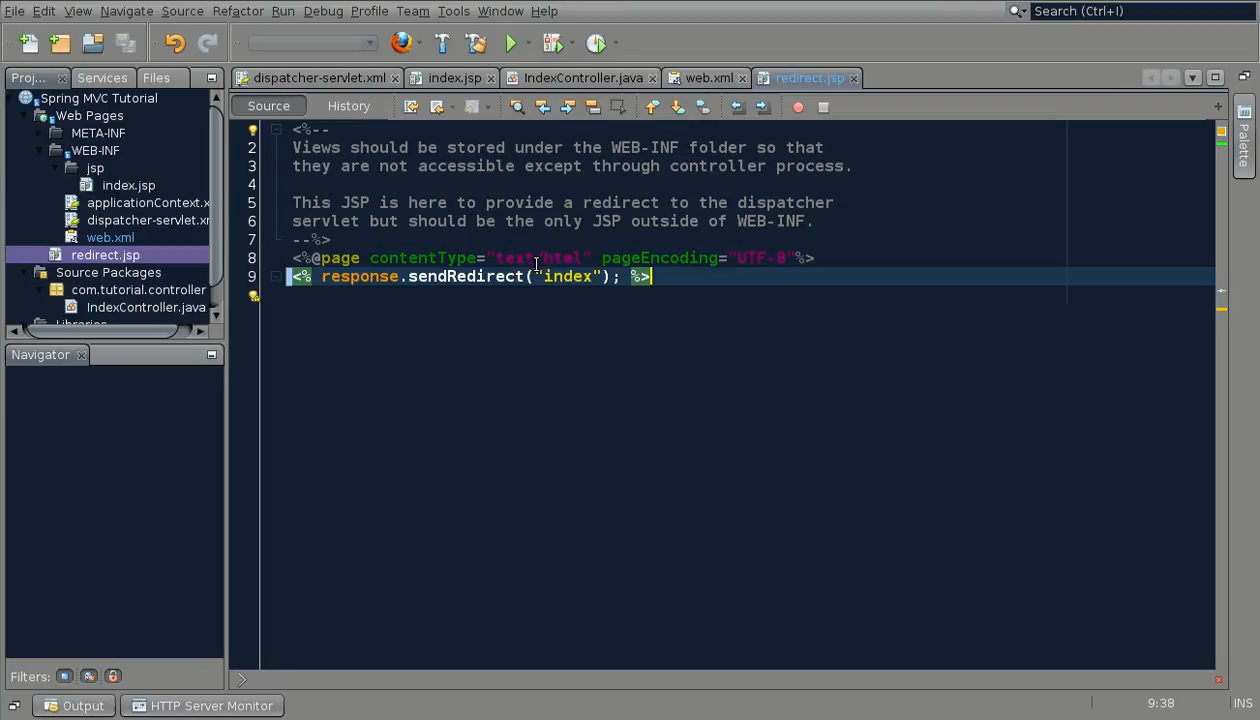 File Edit View Navigate Source Refactor Run Debug Profile Team Tools Window Help
Search (Ctrl+I)
Proj... Services Files
dispatcher-servlet.xml index.jsp IndexController.java web.xml redirect.jsp
Source History
Spring MVC Tutorial
Web Pages
META-INF
WEB-INF
jsp
index.jsp
applicationContext.x
dispatcher-servlet.xr
web.xml
redirect.jsp
Source Packages
com.tutorial.controller
IndexController.java
Libraries
<%--
2 Views should be stored under the WEB-INF folder so that
3 they are not accessible except through controller process.
4
5 This JSP is here to provide a redirect to the dispatcher
6 servlet but should be the only JSP outside of WEB-INF.
7 --%>
8 <%@page contentType="text/html" pageEncoding="UTF-8"%>
9 <% response.sendRedirect("index"); %>
Palette
Navigator
Filters:
Output HTTP Server Monitor
9:38 INS